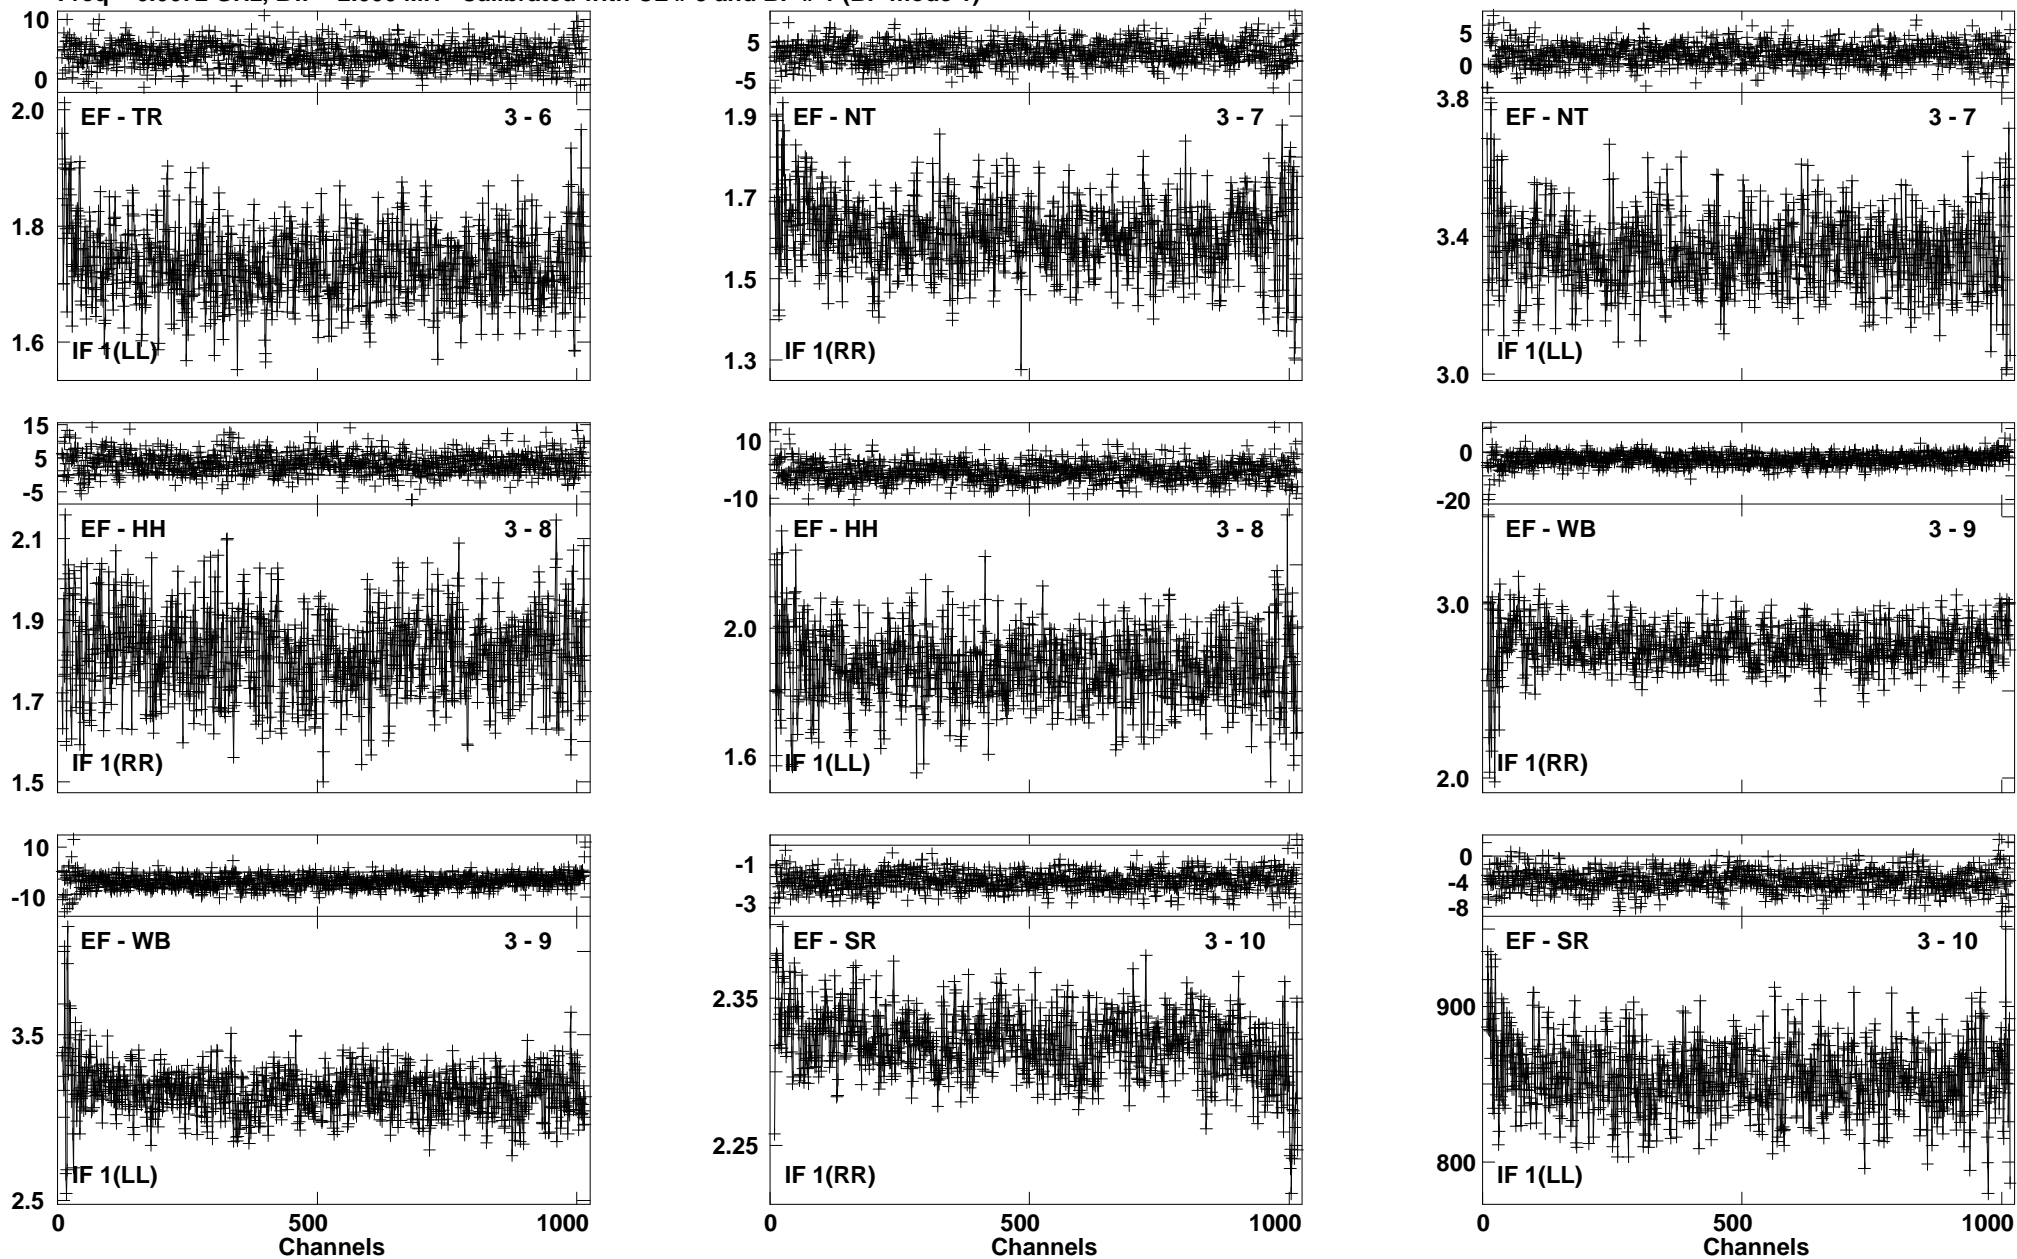 10
0
2.0
1.8
1.6
EF - TR 3 - 6
IF 1(LL)
5
-5
1.9
1.7
1.5
1.3
EF - NT 3 - 7
IF 1(RR)
5
0
3.8
3.4
3.0
EF - NT 3 - 7
IF 1(LL)
15
5
-5
2.1
1.9
1.7
1.5
EF - HH 3 - 8
IF 1(RR)
10
-10
2.0
1.6
EF - HH 3 - 8
IF 1(LL)
0
-20
3.0
2.0
EF - WB 3 - 9
IF 1(RR)
10
-10
3.5
2.5
EF - WB 3 - 9
IF 1(LL)
0 500 1000
Channels
-1
-3
2.35
2.25
EF - SR 3 - 10
IF 1(RR)
0 500 1000
Channels
0
-4
-8
900
800
EF - SR 3 - 10
IF 1(LL)
0 500 1000
Channels